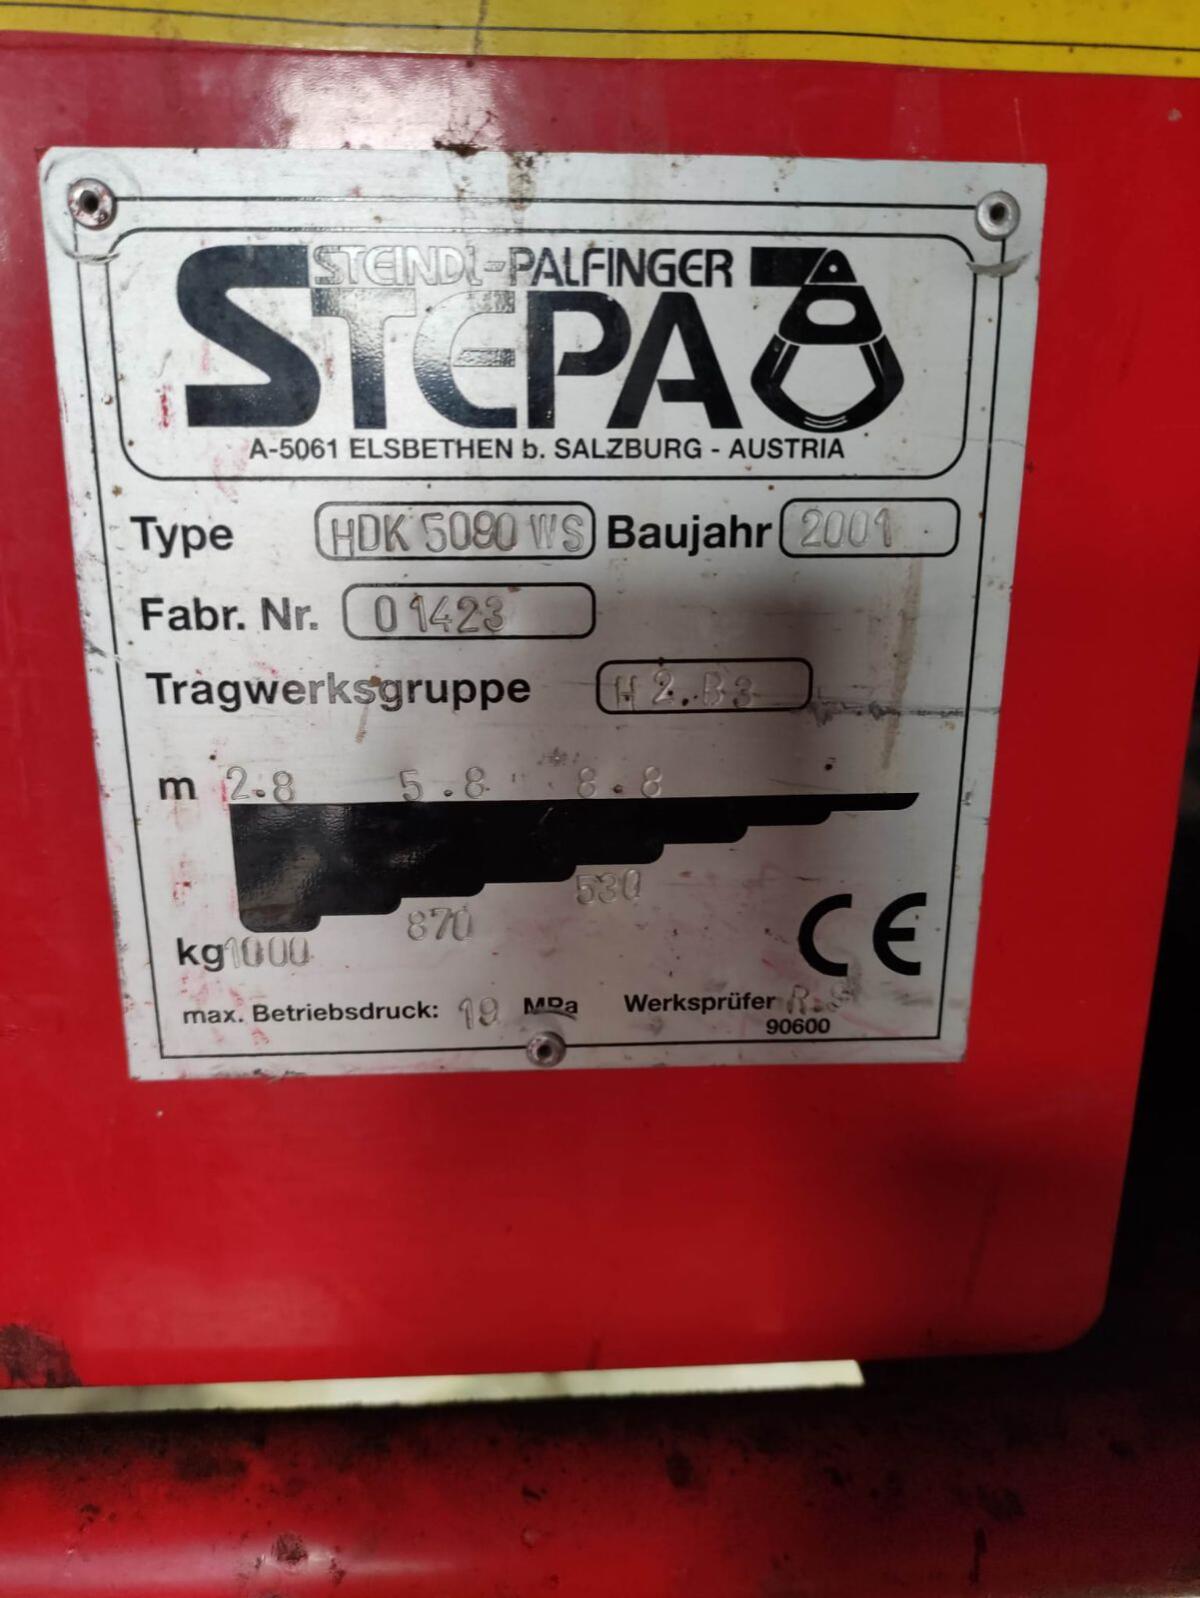 STEINDL-PALFINGER
STEPA
A-5061 ELSBETHEN b. SALZBURG - AUSTRIA
Type HDK 5080 WS Baujahr 2001
Fabr. Nr. 01423
Tragwerksgruppe H2.B3
m 2.8 5.8 8.8
530
870
kg 1000
CE
max. Betriebsdruck: 19 MPa Werksprüfer R.S
90600